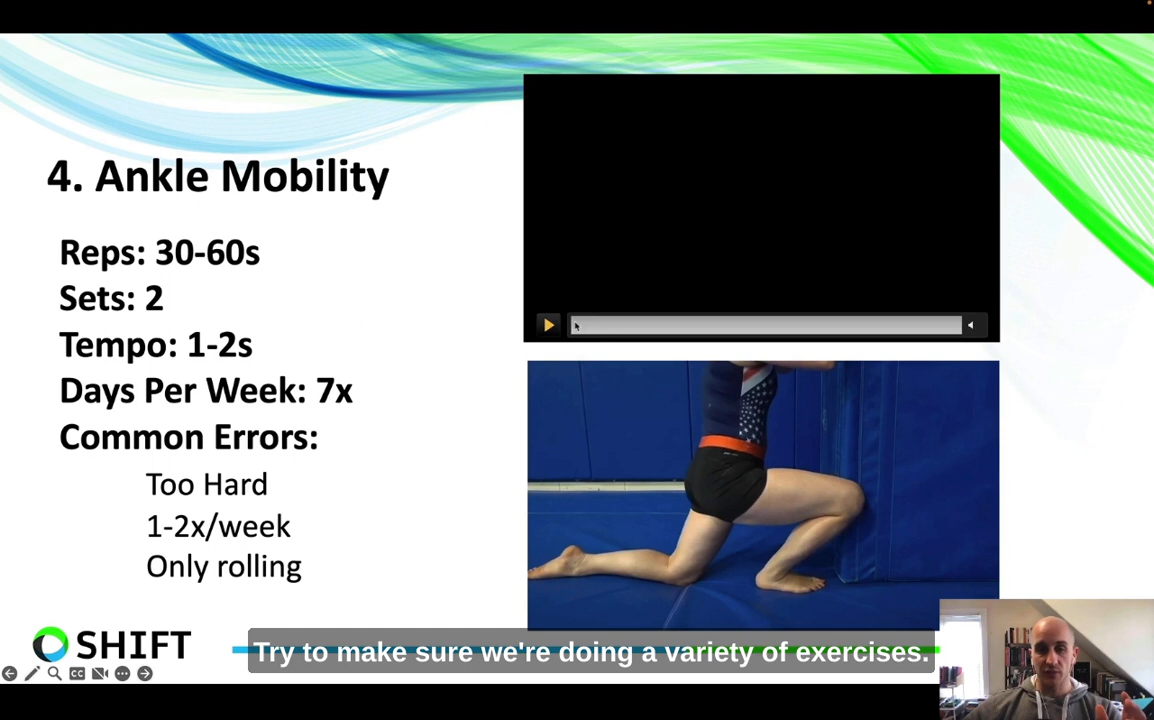 4. Ankle Mobility
Reps: 30-60s
Sets: 2
Tempo: 1-2s
Days Per Week: 7x
Common Errors:
Too Hard
1-2x/week
Only rolling
SHIFT
Try to make sure we're doing a variety of exercises.
CC